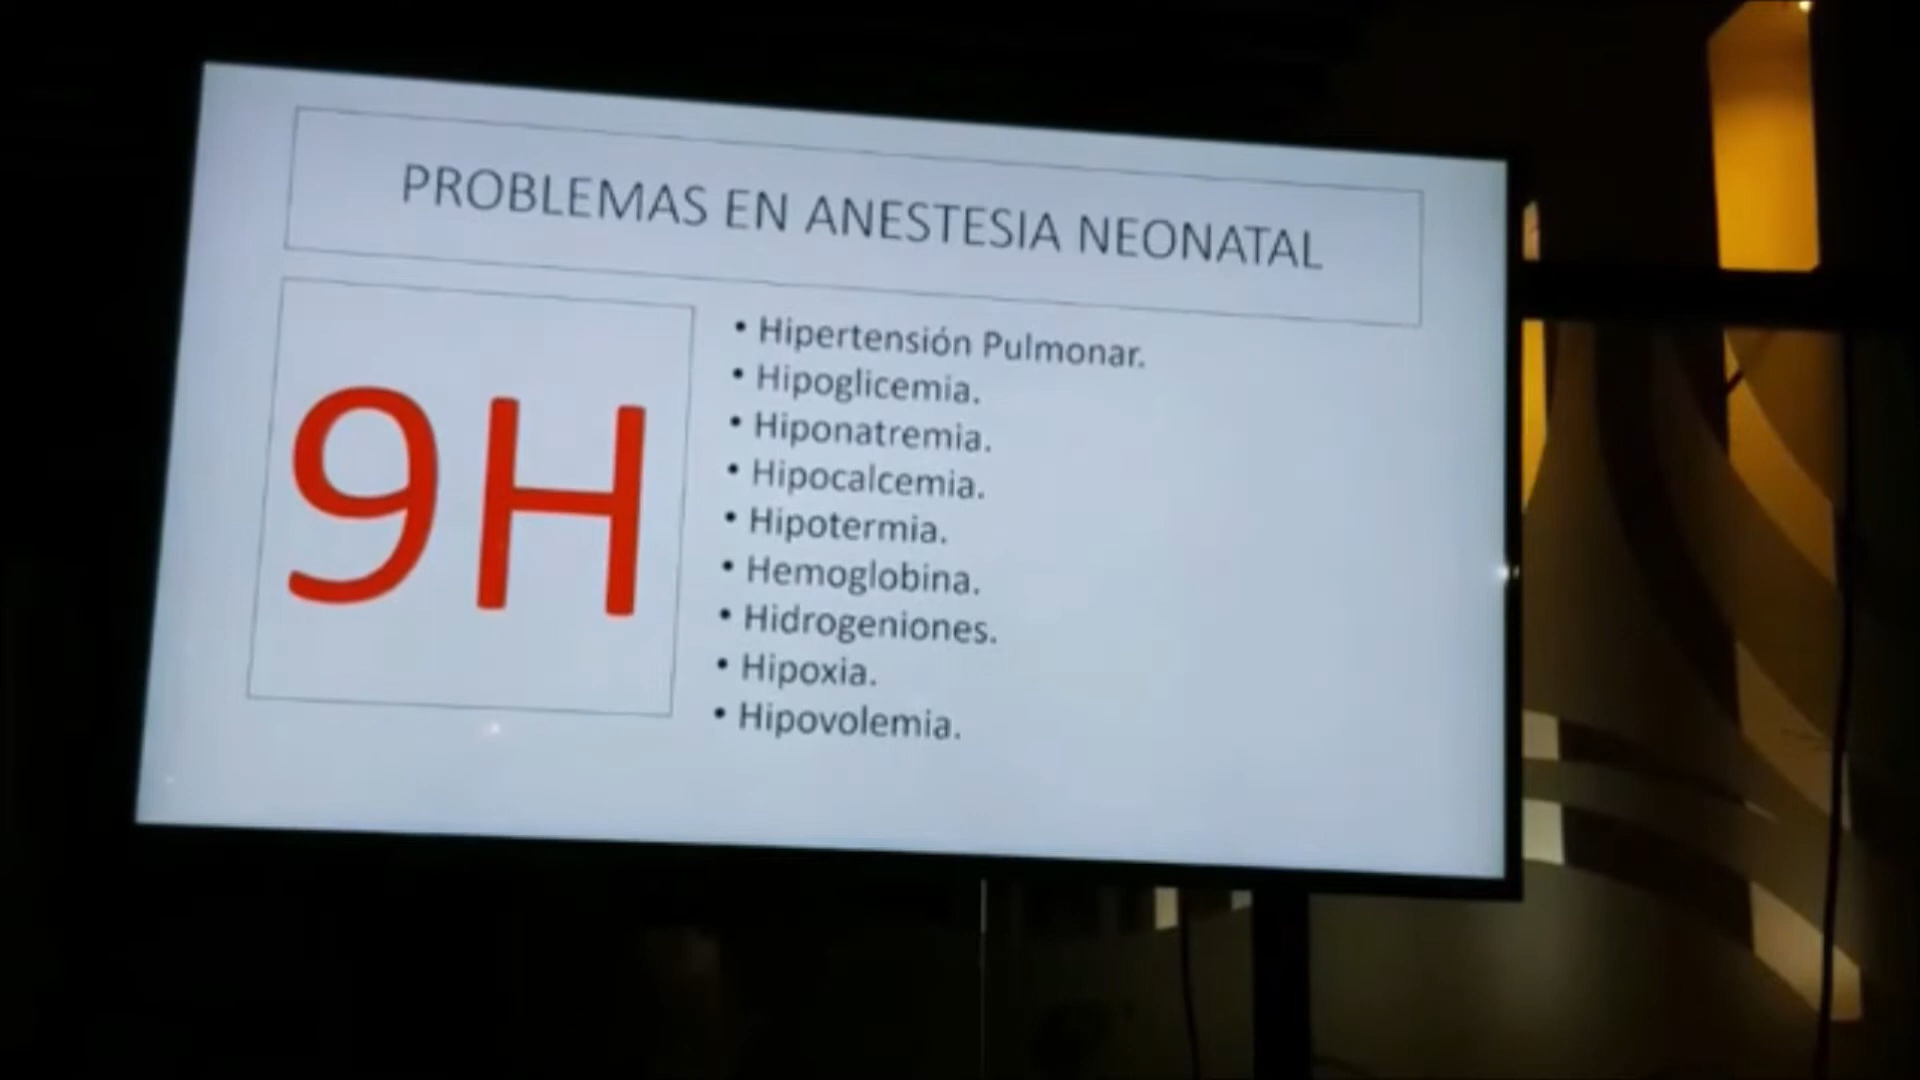 PROBLEMAS EN ANESTESIA NEONATAL
9H
• Hipertensión Pulmonar.
• Hipoglicemia.
• Hiponatremia.
• Hipocalcemia.
• Hipotermia.
• Hemoglobina.
• Hidrogeniones.
• Hipoxia.
• Hipovolemia.